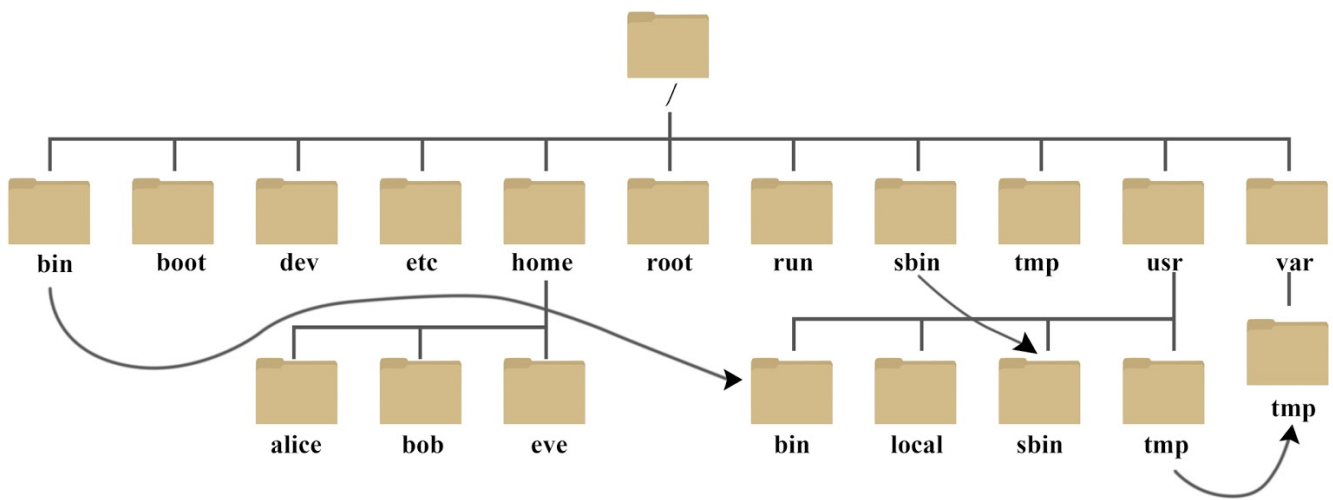 /
bin boot dev etc home root run sbin tmp usr var
tmp
alice bob eve bin local sbin tmp